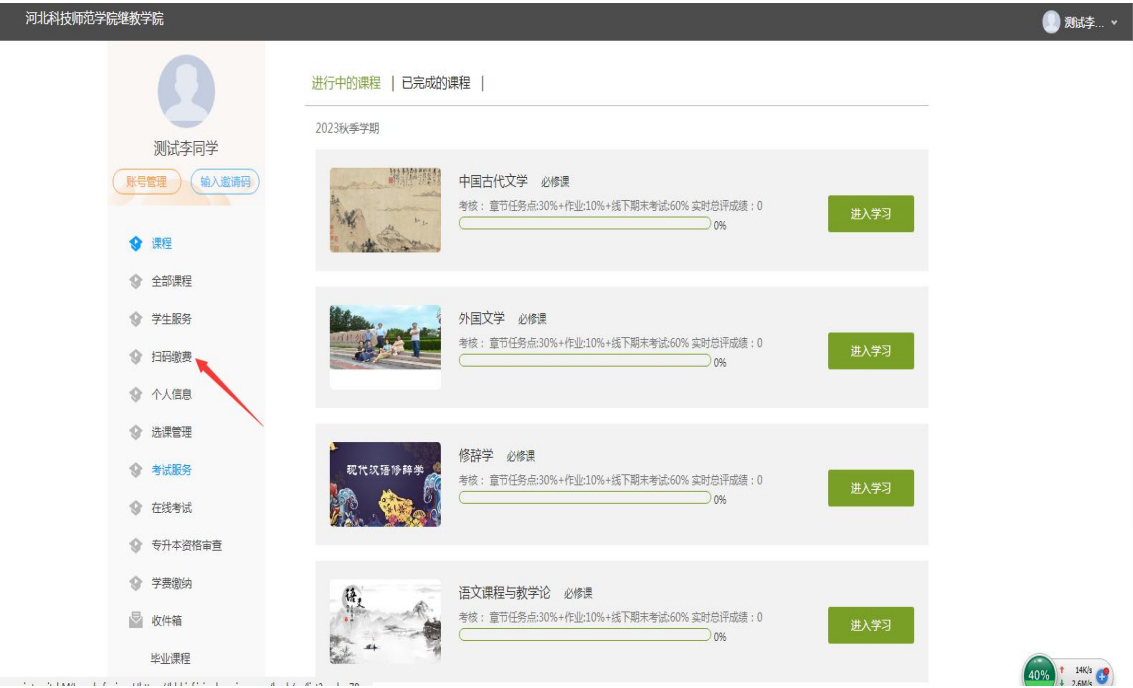 河北科技师范学院继教学院
测试李...
测试李同学
账号管理
输入邀请码
课程
全部课程
学生服务
扫码缴费
个人信息
选课管理
考试服务
在线考试
专升本资格审查
学费缴纳
收件箱
毕业课程
进行中的课程 | 已完成的课程 |
2023秋季学期
中国古代文学 必修课
考核： 章节任务点:30%+作业:10%+线下期末考试:60% 实时总评成绩：0
0%
进入学习
外国文学 必修课
考核： 章节任务点:30%+作业:10%+线下期末考试:60% 实时总评成绩：0
0%
进入学习
现代汉语修辞学
修辞学 必修课
考核： 章节任务点:30%+作业:10%+线下期末考试:60% 实时总评成绩：0
0%
进入学习
语文课程与教学论 必修课
考核： 章节任务点:30%+作业:10%+线下期末考试:60% 实时总评成绩：0
0%
进入学习
40%
14K/s
2.6M/s